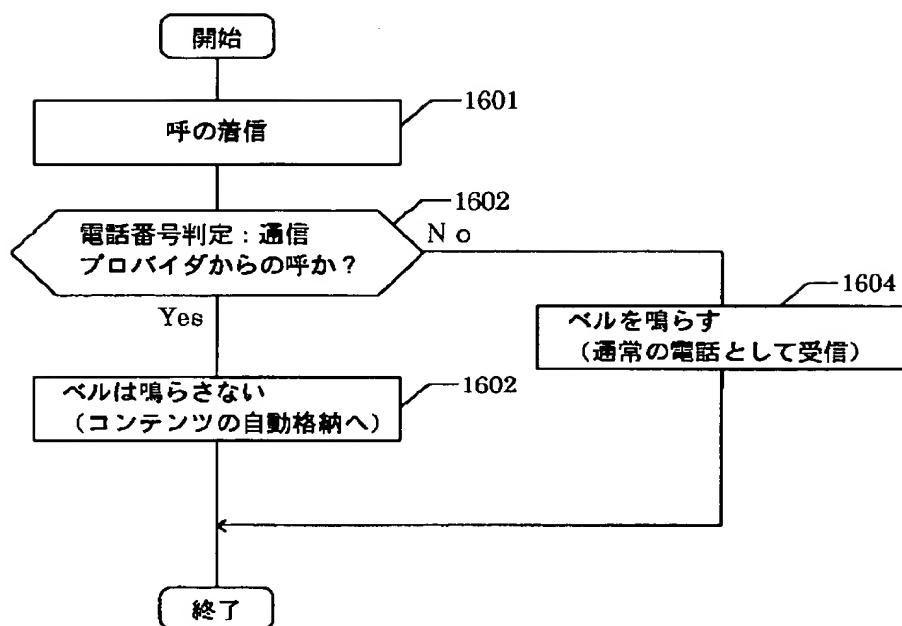 開始
呼の着信
1601
電話番号判定：通信
プロバイダからの呼か？
1602
No
Yes
ベルを鳴らす
（通常の電話として受信）
1604
ベルは鳴らさない
（コンテンツの自動格納へ）
1602
終了